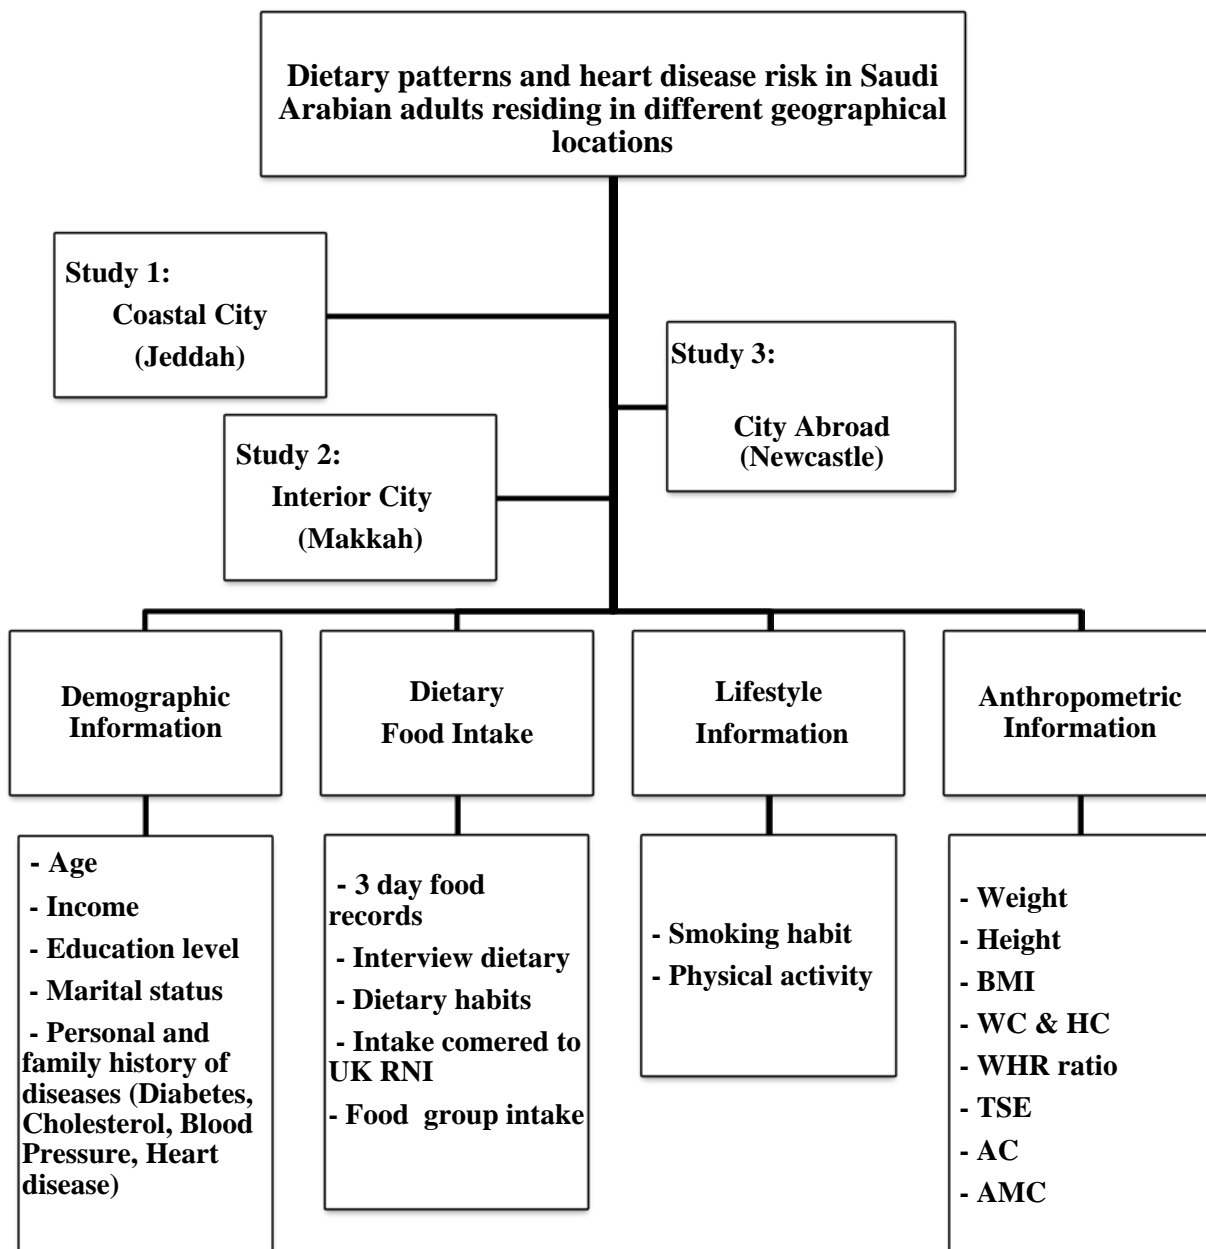 Dietary patterns and heart disease risk in Saudi
Arabian adults residing in different geographical
locations
Study 1:
Coastal City
(Jeddah)
Study 3:
City Abroad
(Newcastle)
Study 2:
Interior City
(Makkah)
Demographic
Information
Dietary
Food Intake
Lifestyle
Information
Anthropometric
Information
- Age
- Income
- Education level
- Marital status
- Personal and
family history of
diseases (Diabetes,
Cholesterol, Blood
Pressure, Heart
disease)
- 3 day food
records
- Interview dietary
- Dietary habits
- Intake comered to
UK RNI
- Food group intake
- Smoking habit
- Physical activity
- Weight
- Height
- BMI
- WC & HC
- WHR ratio
- TSE
- AC
- AMC